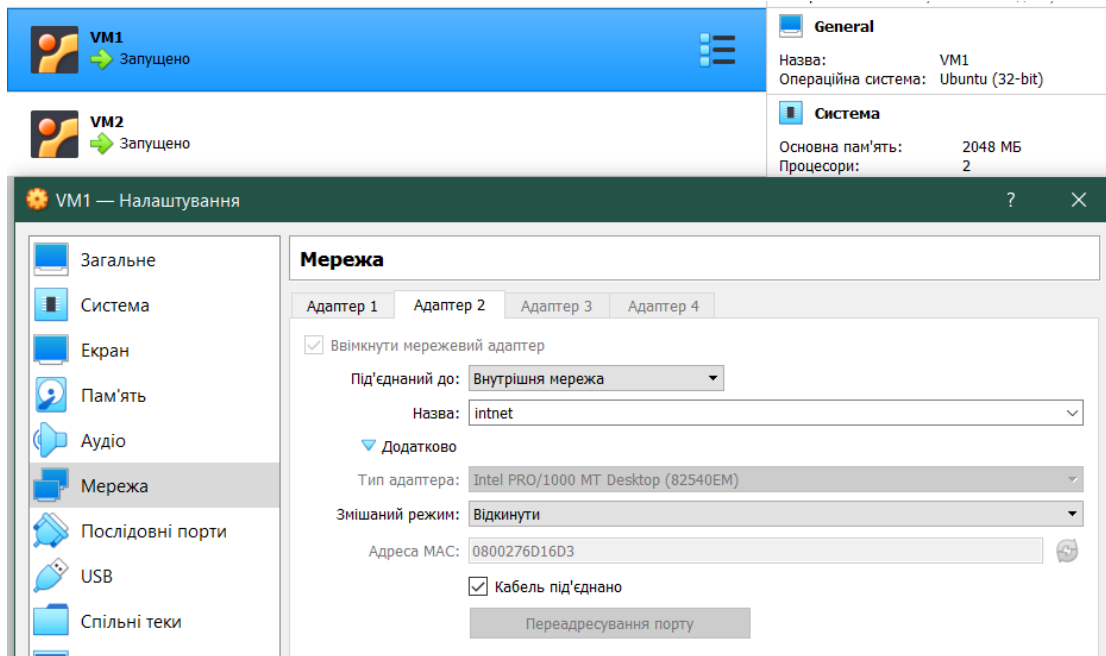 VM1
Запущено
VM2
Запущено
General
Назва: VM1
Операційна система: Ubuntu (32-bit)
Система
Основна пам'ять: 2048 МБ
Процесори: 2
VM1 — Налаштування
?
Загальне
Система
Екран
Пам'ять
Аудіо
Мережа
Послідовні порти
USB
Спільні теки
Мережа
Адаптер 1 Адаптер 2 Адаптер 3 Адаптер 4
Ввімкнути мережевий адаптер
Під'єднаний до: Внутрішня мережа
Назва: intnet
Додатково
Тип адаптера: Intel PRO/1000 MT Desktop (82540EM)
Змішаний режим: Відкинути
Адреса MAC: 0800276D16D3
Кабель під'єднано
Переадресування порту